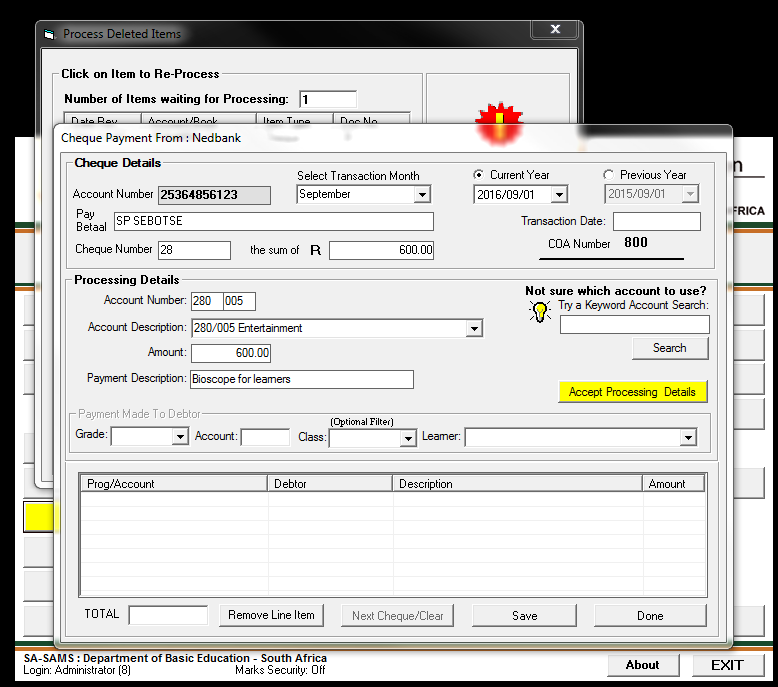 Process Deleted Items
Click on Item to Re-Process
Number of Items waiting for Processing: 1
Date Rev Account/Book Item Type Doc No
Cheque Payment From : Nedbank
Cheque Details
Select Transaction Month
Current Year
Previous Year
Account Number 25364856123
September
2016/09/01
2015/09/01
FRICA
Pay
Betaal
SP SEBOTSE
Transaction Date:
Cheque Number 28
the sum of R 600.00
COA Number 800
Processing Details
Account Number: 280 005
Not sure which account to use?
Try a Keyword Account Search:
Account Description: 280/005 Entertainment
Search
Amount: 600.00
Payment Description: Bioscope for learners
Accept Processing Details
Payment Made To Debtor
(Optional Filter)
Grade:
Account:
Class:
Learner:
Prog/Account Debtor Description Amount
TOTAL
Remove Line Item
Next Cheque/Clear
Save
Done
SA-SAMS : Department of Basic Education - South Africa
Login: Administrator (8)
Marks Security: Off
About
EXIT